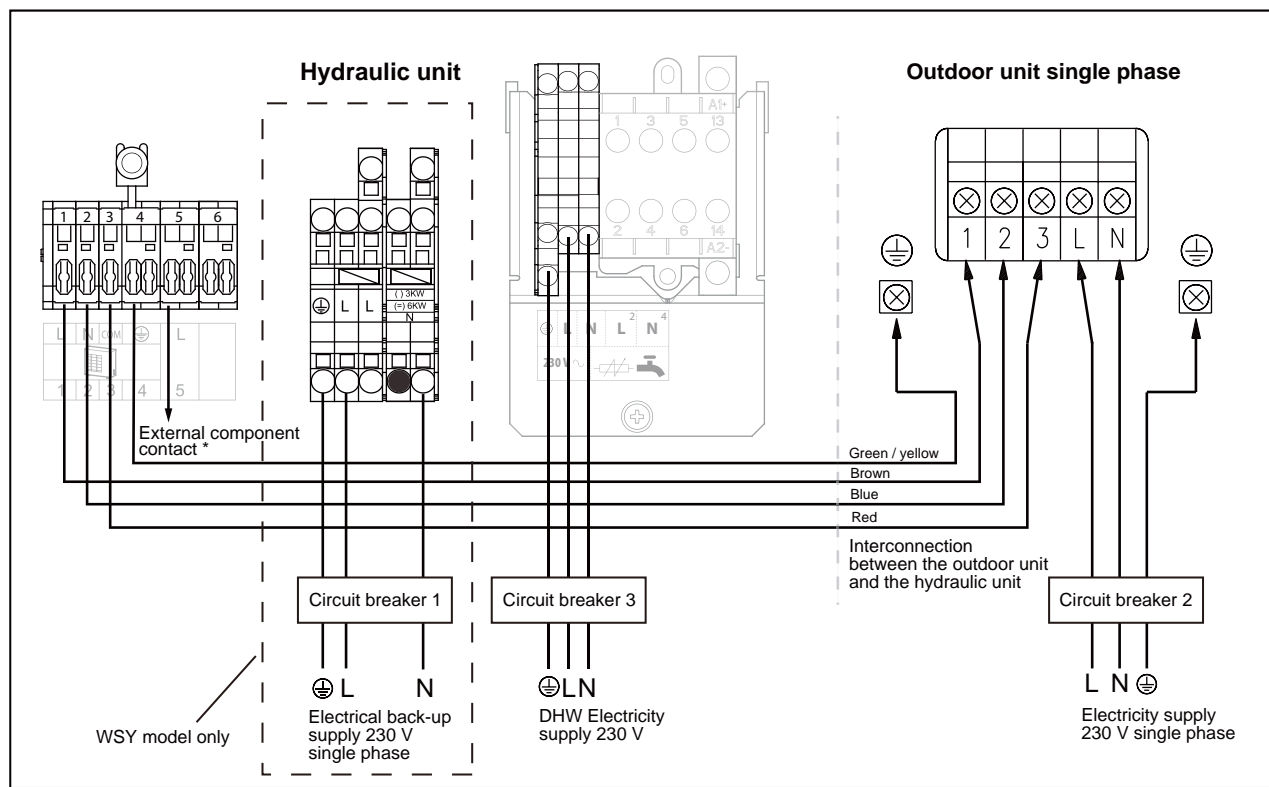 Hydraulic unit
Outdoor unit single phase
A1+
1 3 5 13
2 4 6 14
A2-
1 2 3 4 5 6
L N COM L
1 2 3 4 5
L L
( ) 3KW
(=) 6KW
N
L N L 2 N 4
230 V
1 2 3 L N
External component
contact *
Green / yellow
Brown
Blue
Red
Interconnection
between the outdoor unit
and the hydraulic unit
Circuit breaker 1
Circuit breaker 3
Circuit breaker 2
L N
Electrical back-up
supply 230 V
single phase
L N
DHW Electricity
supply 230 V
L N
Electricity supply
230 V single phase
WSY model only